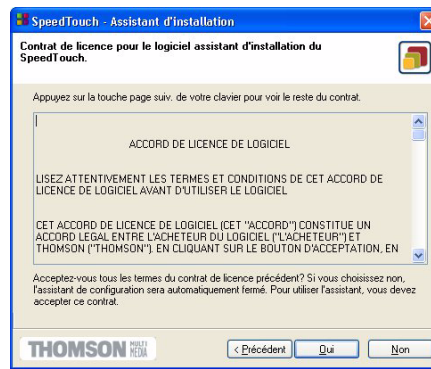 SpeedTouch - Assistant d'installation
Contrat de licence pour le logiciel assistant d'installation du
SpeedTouch.
Appuyez sur la touche page suiv. de votre clavier pour voir le reste du contrat.
ACCORD DE LICENCE DE LOGICIEL
LISEZ ATTENTIVEMENT LES TERMES ET CONDITIONS DE CET ACCORD DE
LICENCE DE LOGICIEL AVANT D'UTILISER LE LOGICIEL
CET ACCORD DE LICENCE DE LOGICIEL (CET "ACCORD") CONSTITUE UN
ACCORD LEGAL ENTRE L'ACHETEUR DU LOGICIEL ("L'ACHETEUR") ET
THOMSON ("THOMSON"). EN CLIQUANT SUR LE BOUTON D'ACCEPTATION, EN
Acceptez-vous tous les termes du contrat de licence précédent? Si vous choisissez non,
l'assistant de configuration sera automatiquement fermé. Pour utiliser l'assistant, vous devez
accepter ce contrat.
THOMSON MULTI MEDIA
< Précédent Oui Non